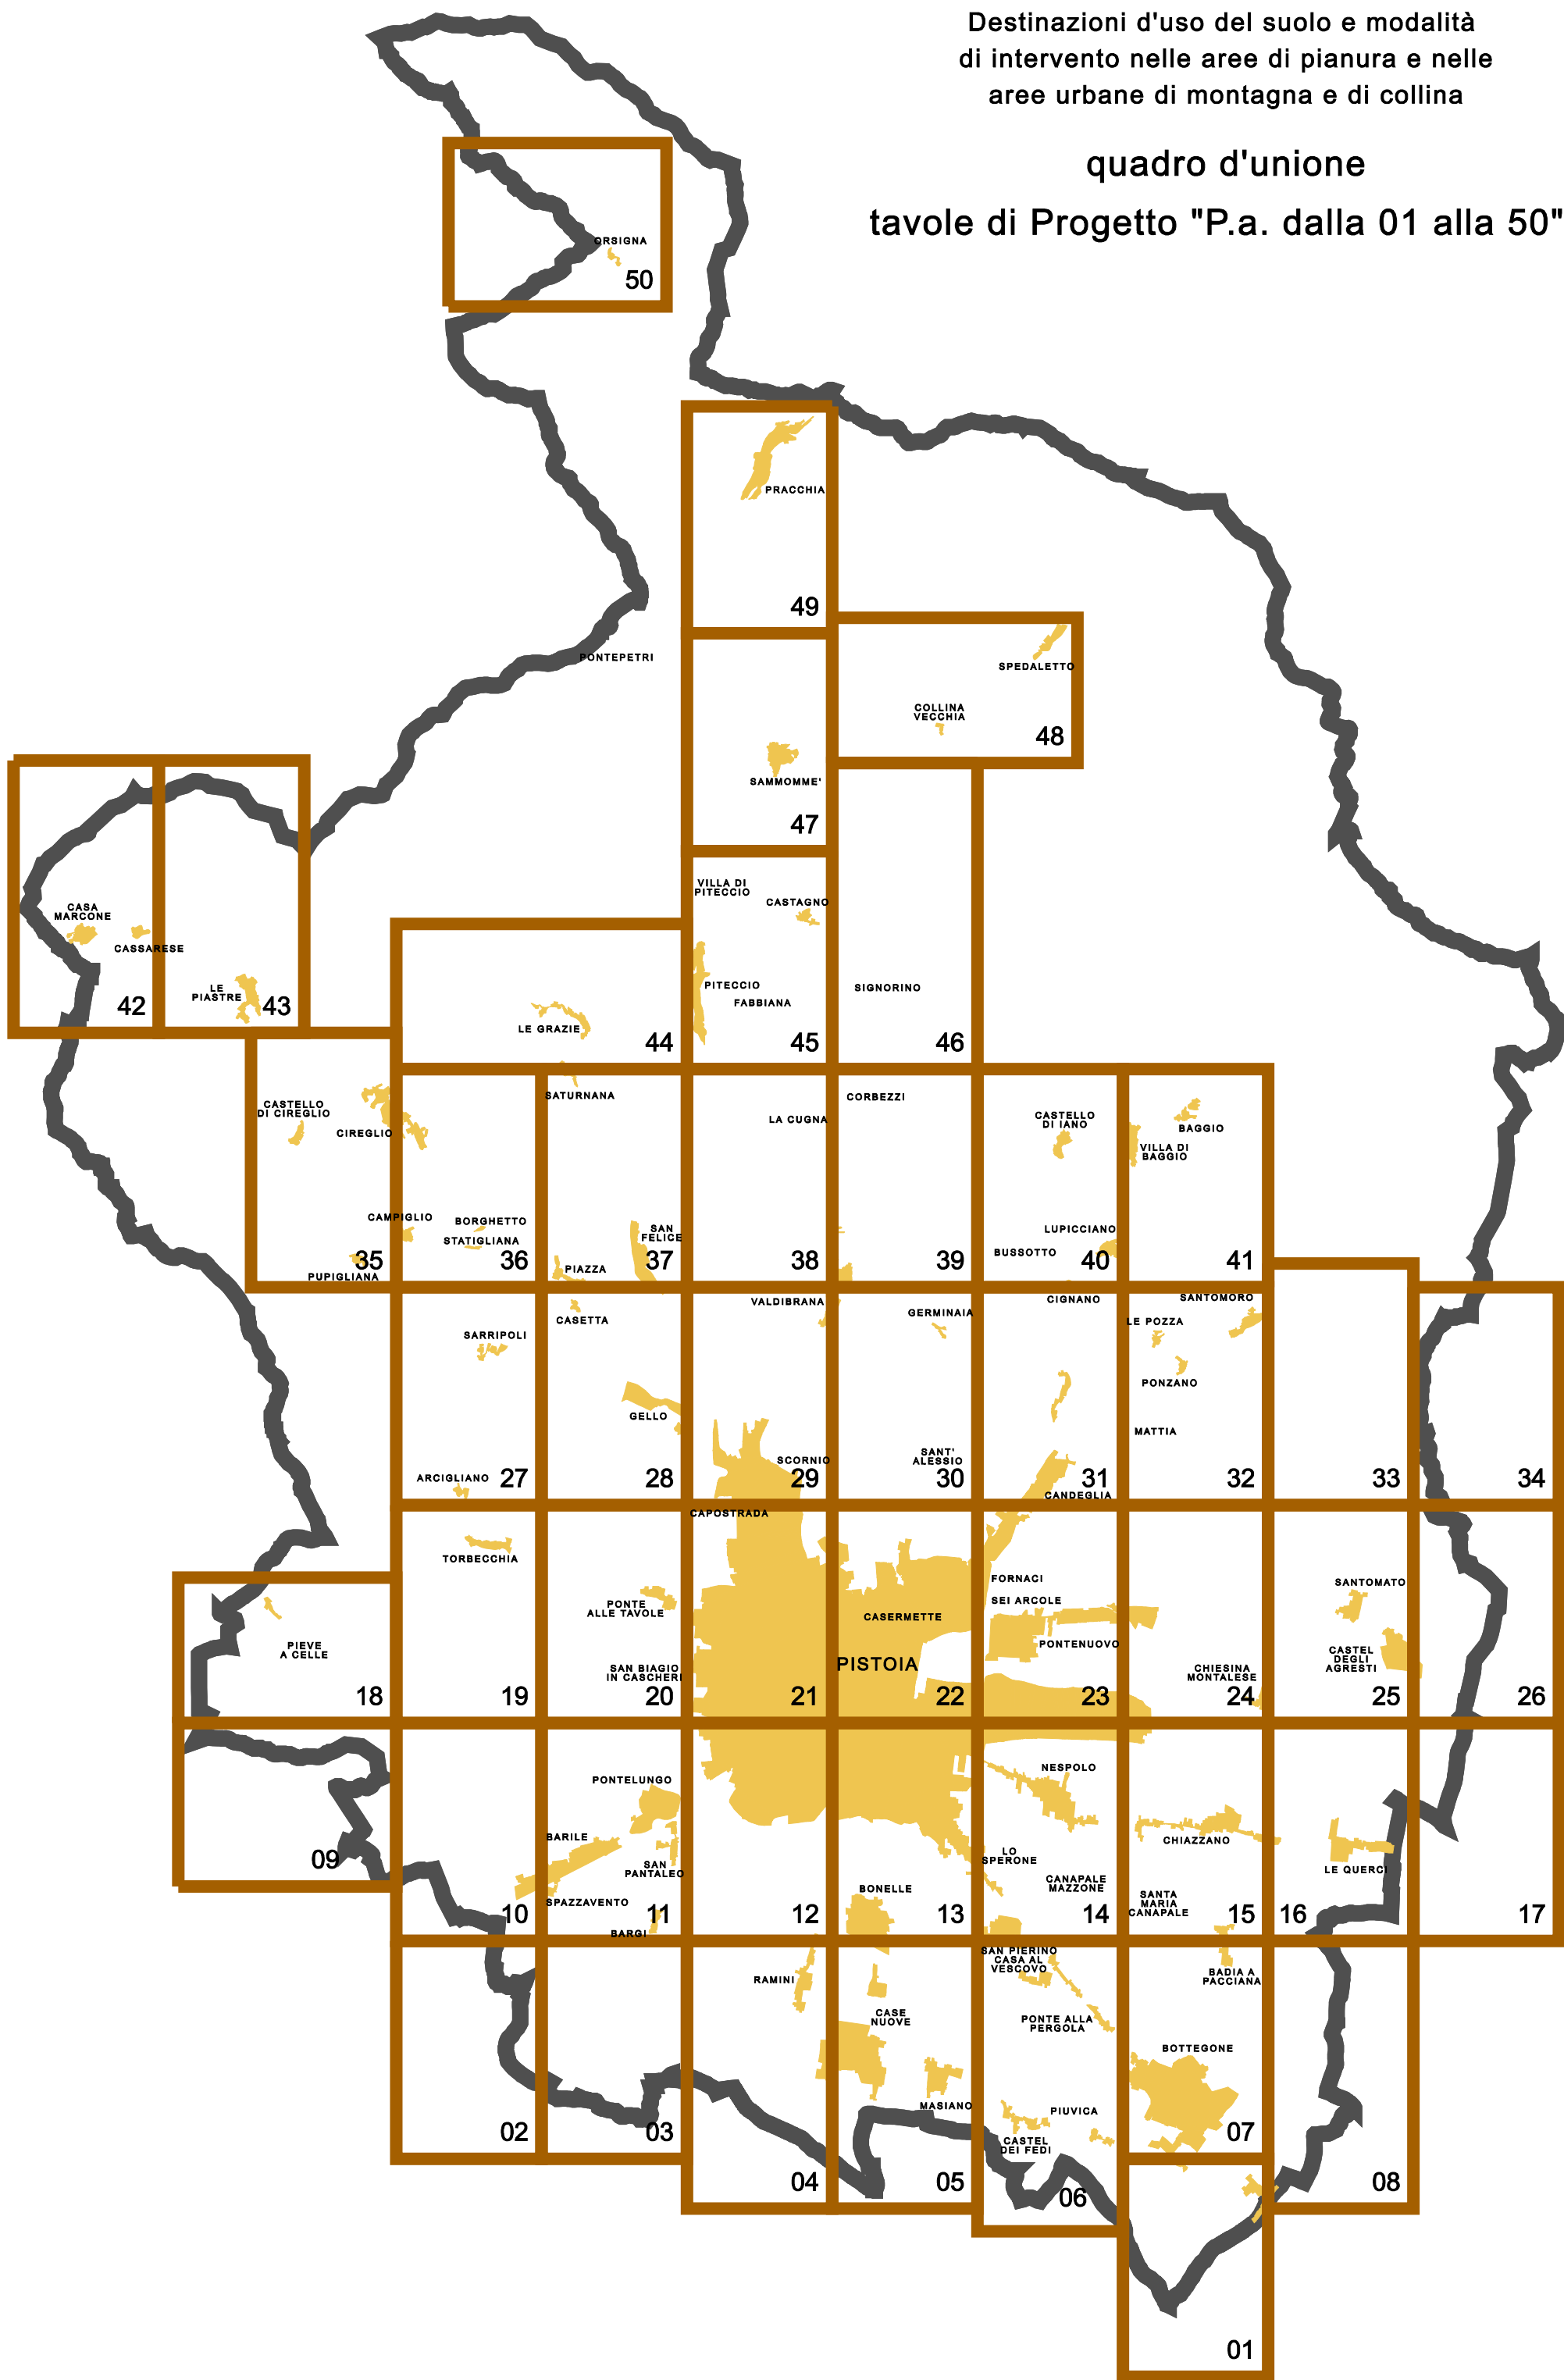 Destinazioni d'uso del suolo e modalità
di intervento nelle aree di pianura e nelle
aree urbane di montagna e di collina
quadro d'unione
tavole di Progetto "P.a. dalla 01 alla 50"
ORSIGNA
50
PRACCHIA
49
PONTEPETRI
SPEDALETTO
COLLINA
VECCHIA
48
SAMMOMME'
47
VILLA DI
PITECCIO
CASTAGNO
CASA
MARCONE
CASSARESE
42
LE
PIASTRE
43
LE GRAZIE
44
PITECCIO
FABBIANA
45
SIGNORINO
46
CASTELLO
DI CIREGLIO
CIREGLIO
CAMPIGLIO
35
PUPIGLIANA
BORGHETTO
STATIGLIANA
36
SATURNANA
SAN
FELICE
PIAZZA
37
LA CUGNA
38
CORBEZZI
39
CASTELLO
DI IANO
LUPICCIANO
BUSSOTTO
40
BAGGIO
VILLA DI
BAGGIO
41
SARRIPOLI
ARCIGLIANO
27
CASETTA
GELLO
28
VALDIBRANA
SCORNIO
29
GERMINAIA
SANT'
ALESSIO
30
CIGNANO
31
CANDEGLIA
SANTOMORO
LE POZZA
PONZANO
MATTIA
32
33
34
PIEVE
A CELLE
18
TORBECCHIA
19
PONTE
ALLE TAVOLE
SAN BIAGIO
IN CASCHERI
20
CAPOSTRADA
21
CASERMETTE
PISTOIA
22
FORNACI
SEI ARCOLE
PONTENUOVO
23
CHIESINA
MONTALESE
24
SANTOMATO
CASTEL
DEGLI
AGRESTI
25
26
09
10
PONTELUNGO
BARILE
SAN
PANTALEO
SPAZZAVENTO
11
BARGI
12
BONELLE
13
NESPOLO
LO
SPERONE
CANAPALE
MAZZONE
14
CHIAZZANO
SANTA
MARIA
CANAPALE
15
LE QUERCI
16
17
02
03
RAMINI
04
CASE
NUOVE
MASIANO
05
SAN PIERINO
CASA AL
VESCOVO
PONTE ALLA
PERGOLA
PIUVICA
CASTEL
DEI FEDI
06
BADIA A
PACCIANA
BOTTEGONE
07
08
01